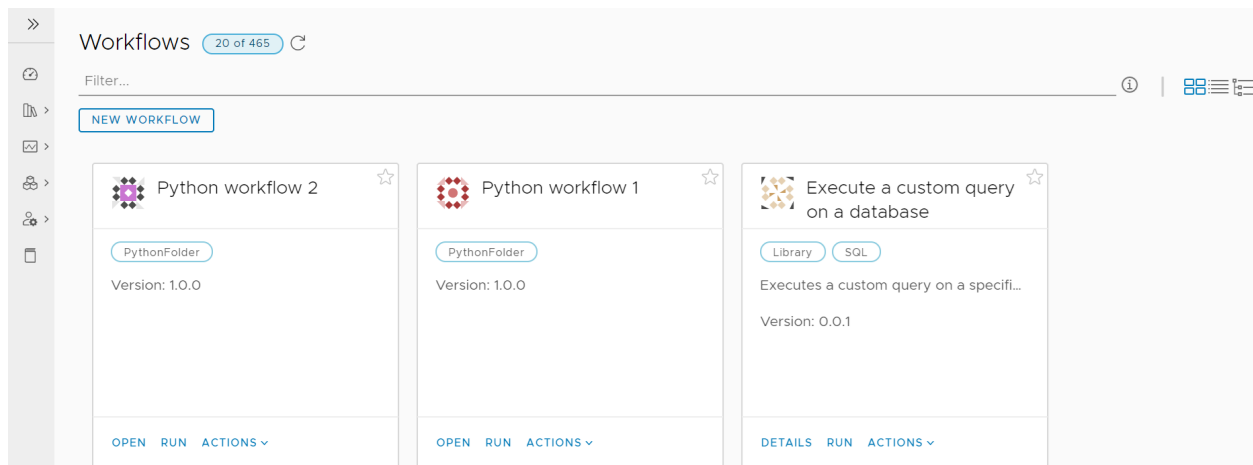 Workflows 20 of 465
Filter...
NEW WORKFLOW
Python workflow 2
PythonFolder
Version: 1.0.0
OPEN RUN ACTIONS
Python workflow 1
PythonFolder
Version: 1.0.0
OPEN RUN ACTIONS
Execute a custom query
on a database
Library SQL
Executes a custom query on a specifi...
Version: 0.0.1
DETAILS RUN ACTIONS